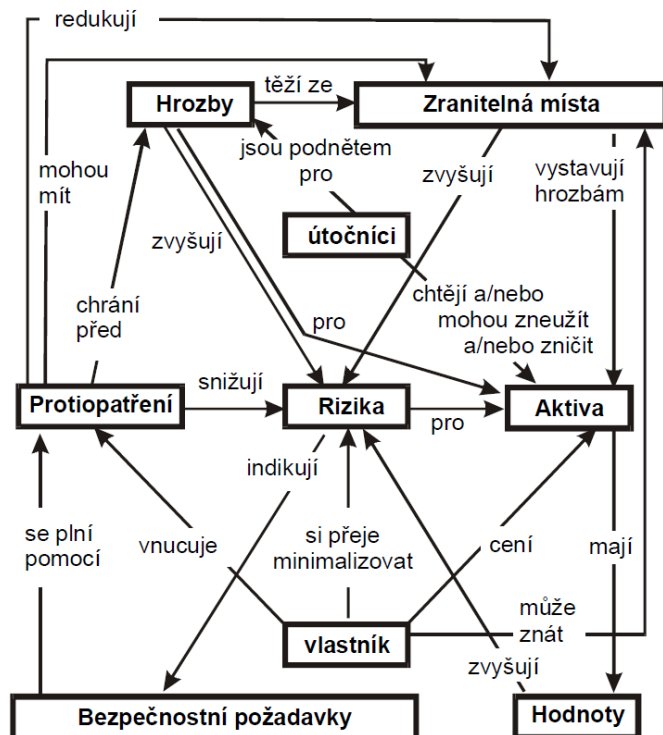 redukují
těží ze
Hrozby
Zranitelná místa
jsou podnětem
pro
mohou
mít
zvyšují
vystavují
hrozbám
zvyšují
útočníci
chtějí a/nebo
mohou zneužít
a/nebo zničit
chrání
před
pro
snižují
Protiopatření
Rizika
pro
Aktiva
indikují
se plní
pomocí
vnucuje
si přeje
minimalizovat
cení
mají
může
znát
vlastník
zvyšují
Bezpečnostní požadavky
Hodnoty